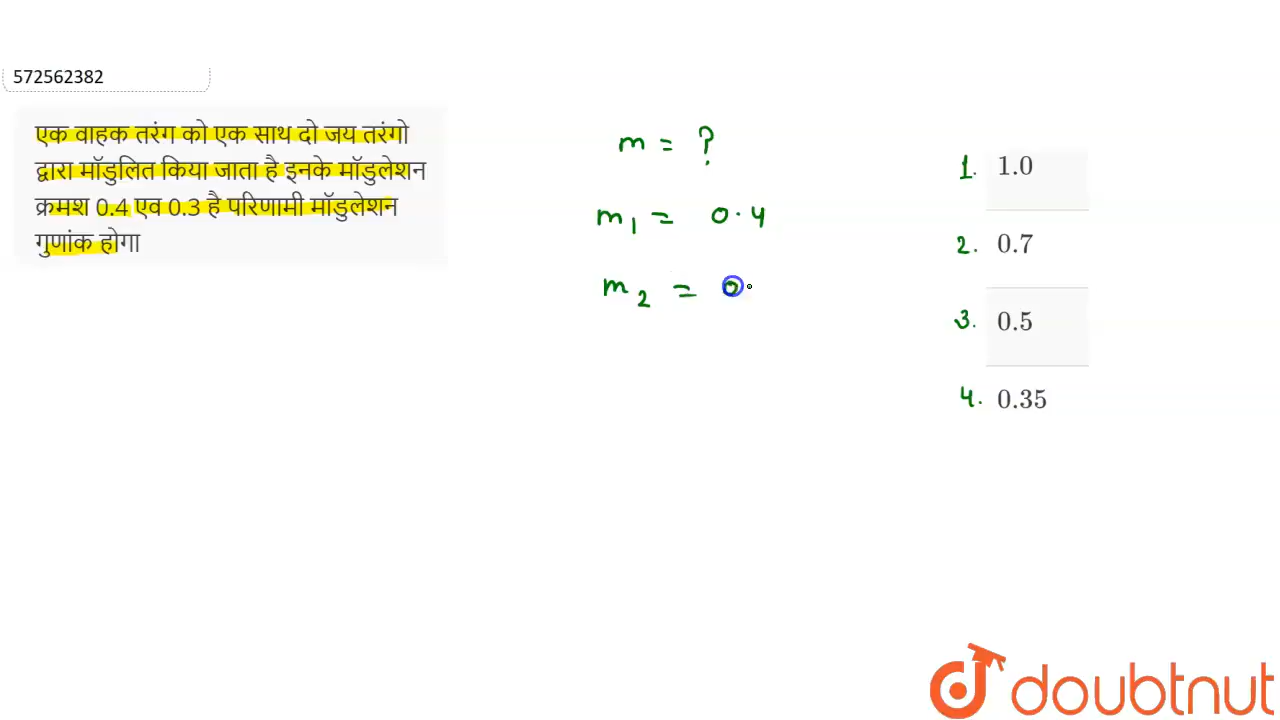 572562382
एक वाहक तरंग को एक साथ दो जय तरंगो
द्वारा मॉडुलित किया जाता है इनके मॉडुलेशन
क्रमश 0.4 एव 0.3 है परिणामी मॉडुलेशन
गुणांक होगा
m = ?
m1 = 0.4
m2 = 0.
1. 1.0
2. 0.7
3. 0.5
4. 0.35
doubtnut